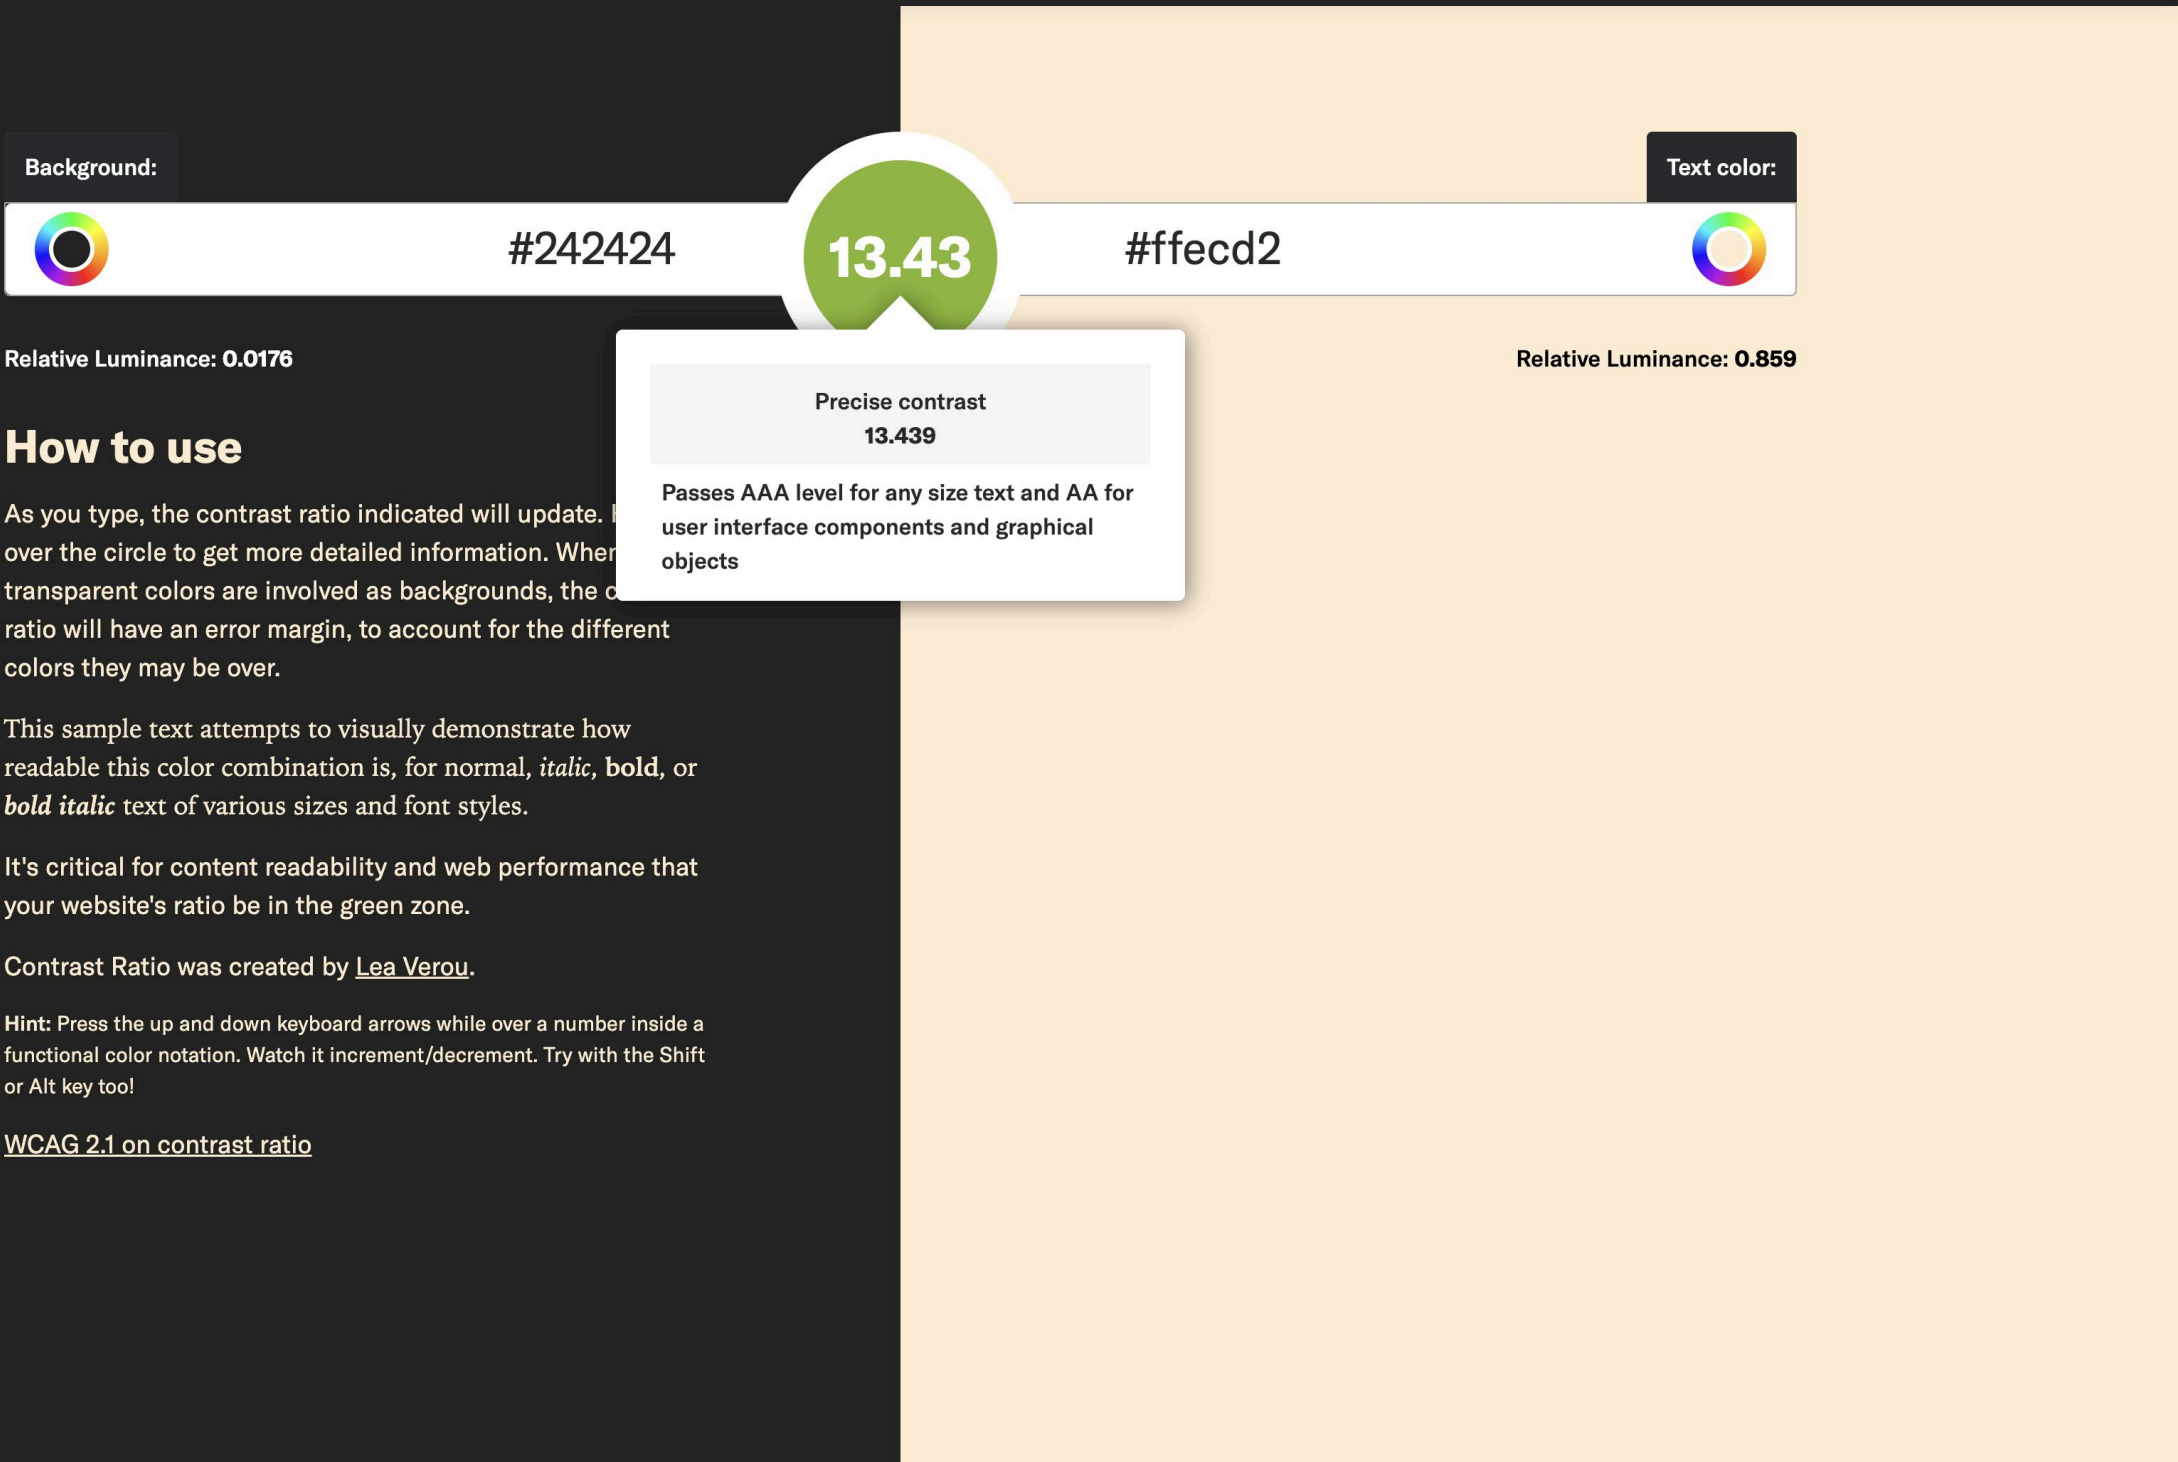 Background:
Text color:
#242424
13.43
#ffecd2
Relative Luminance: 0.0176
Relative Luminance: 0.859
Precise contrast
13.439
Passes AAA level for any size text and AA for
user interface components and graphical
objects
How to use
As you type, the contrast ratio indicated will update.
over the circle to get more detailed information.
transparent colors are involved as backgrounds, the
ratio will have an error margin, to account for the different
colors they may be over.
This sample text attempts to visually demonstrate how
readable this color combination is, for normal, italic, bold, or
bold italic text of various sizes and font styles.
It's critical for content readability and web performance that
your website's ratio be in the green zone.
Contrast Ratio was created by Lea Verou.
Hint: Press the up and down keyboard arrows while over a number inside a
functional color notation. Watch it increment/decrement. Try with the Shift
or Alt key too!
WCAG 2.1 on contrast ratio